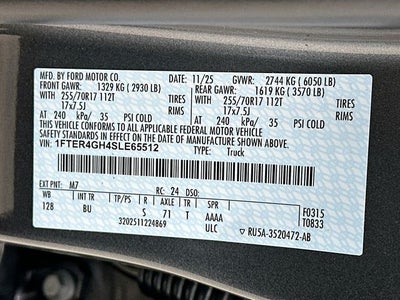 MFD. BY FORD MOTOR CO.
DATE: 11/25 GVWR: 2744 KG ( 6050 LB )
FRONT GAWR: 1329 KG ( 2930 LB) REAR GAWR: 1619 KG ( 3570 LB)
255/70R17 112T TIRES 255/70R17 112T TIRES
17x7.5J RIMS 17x7.5J RIMS
AT 240 kPa/ 35 PSI COLD AT 240 kPa/ 35 PSI COLD
THIS VEHICLE CONFORMS TO ALL APPLICABLE FEDERAL MOTOR VEHICLE
SAFETY STANDARDS IN EFFECT ON THE DATE OF MANUFACTURE SHOWN ABOVE.
VIN: 1FTER4GH4SLE65512 TYPE: Truck
EXT PNT: M7 RC: 24 DSO:
WB INT TR TP/PS R AXLE TR SPR F0315
128 BU S 71 T AAAA T0833
3202511224869 ULC RU5A-3520472-AB